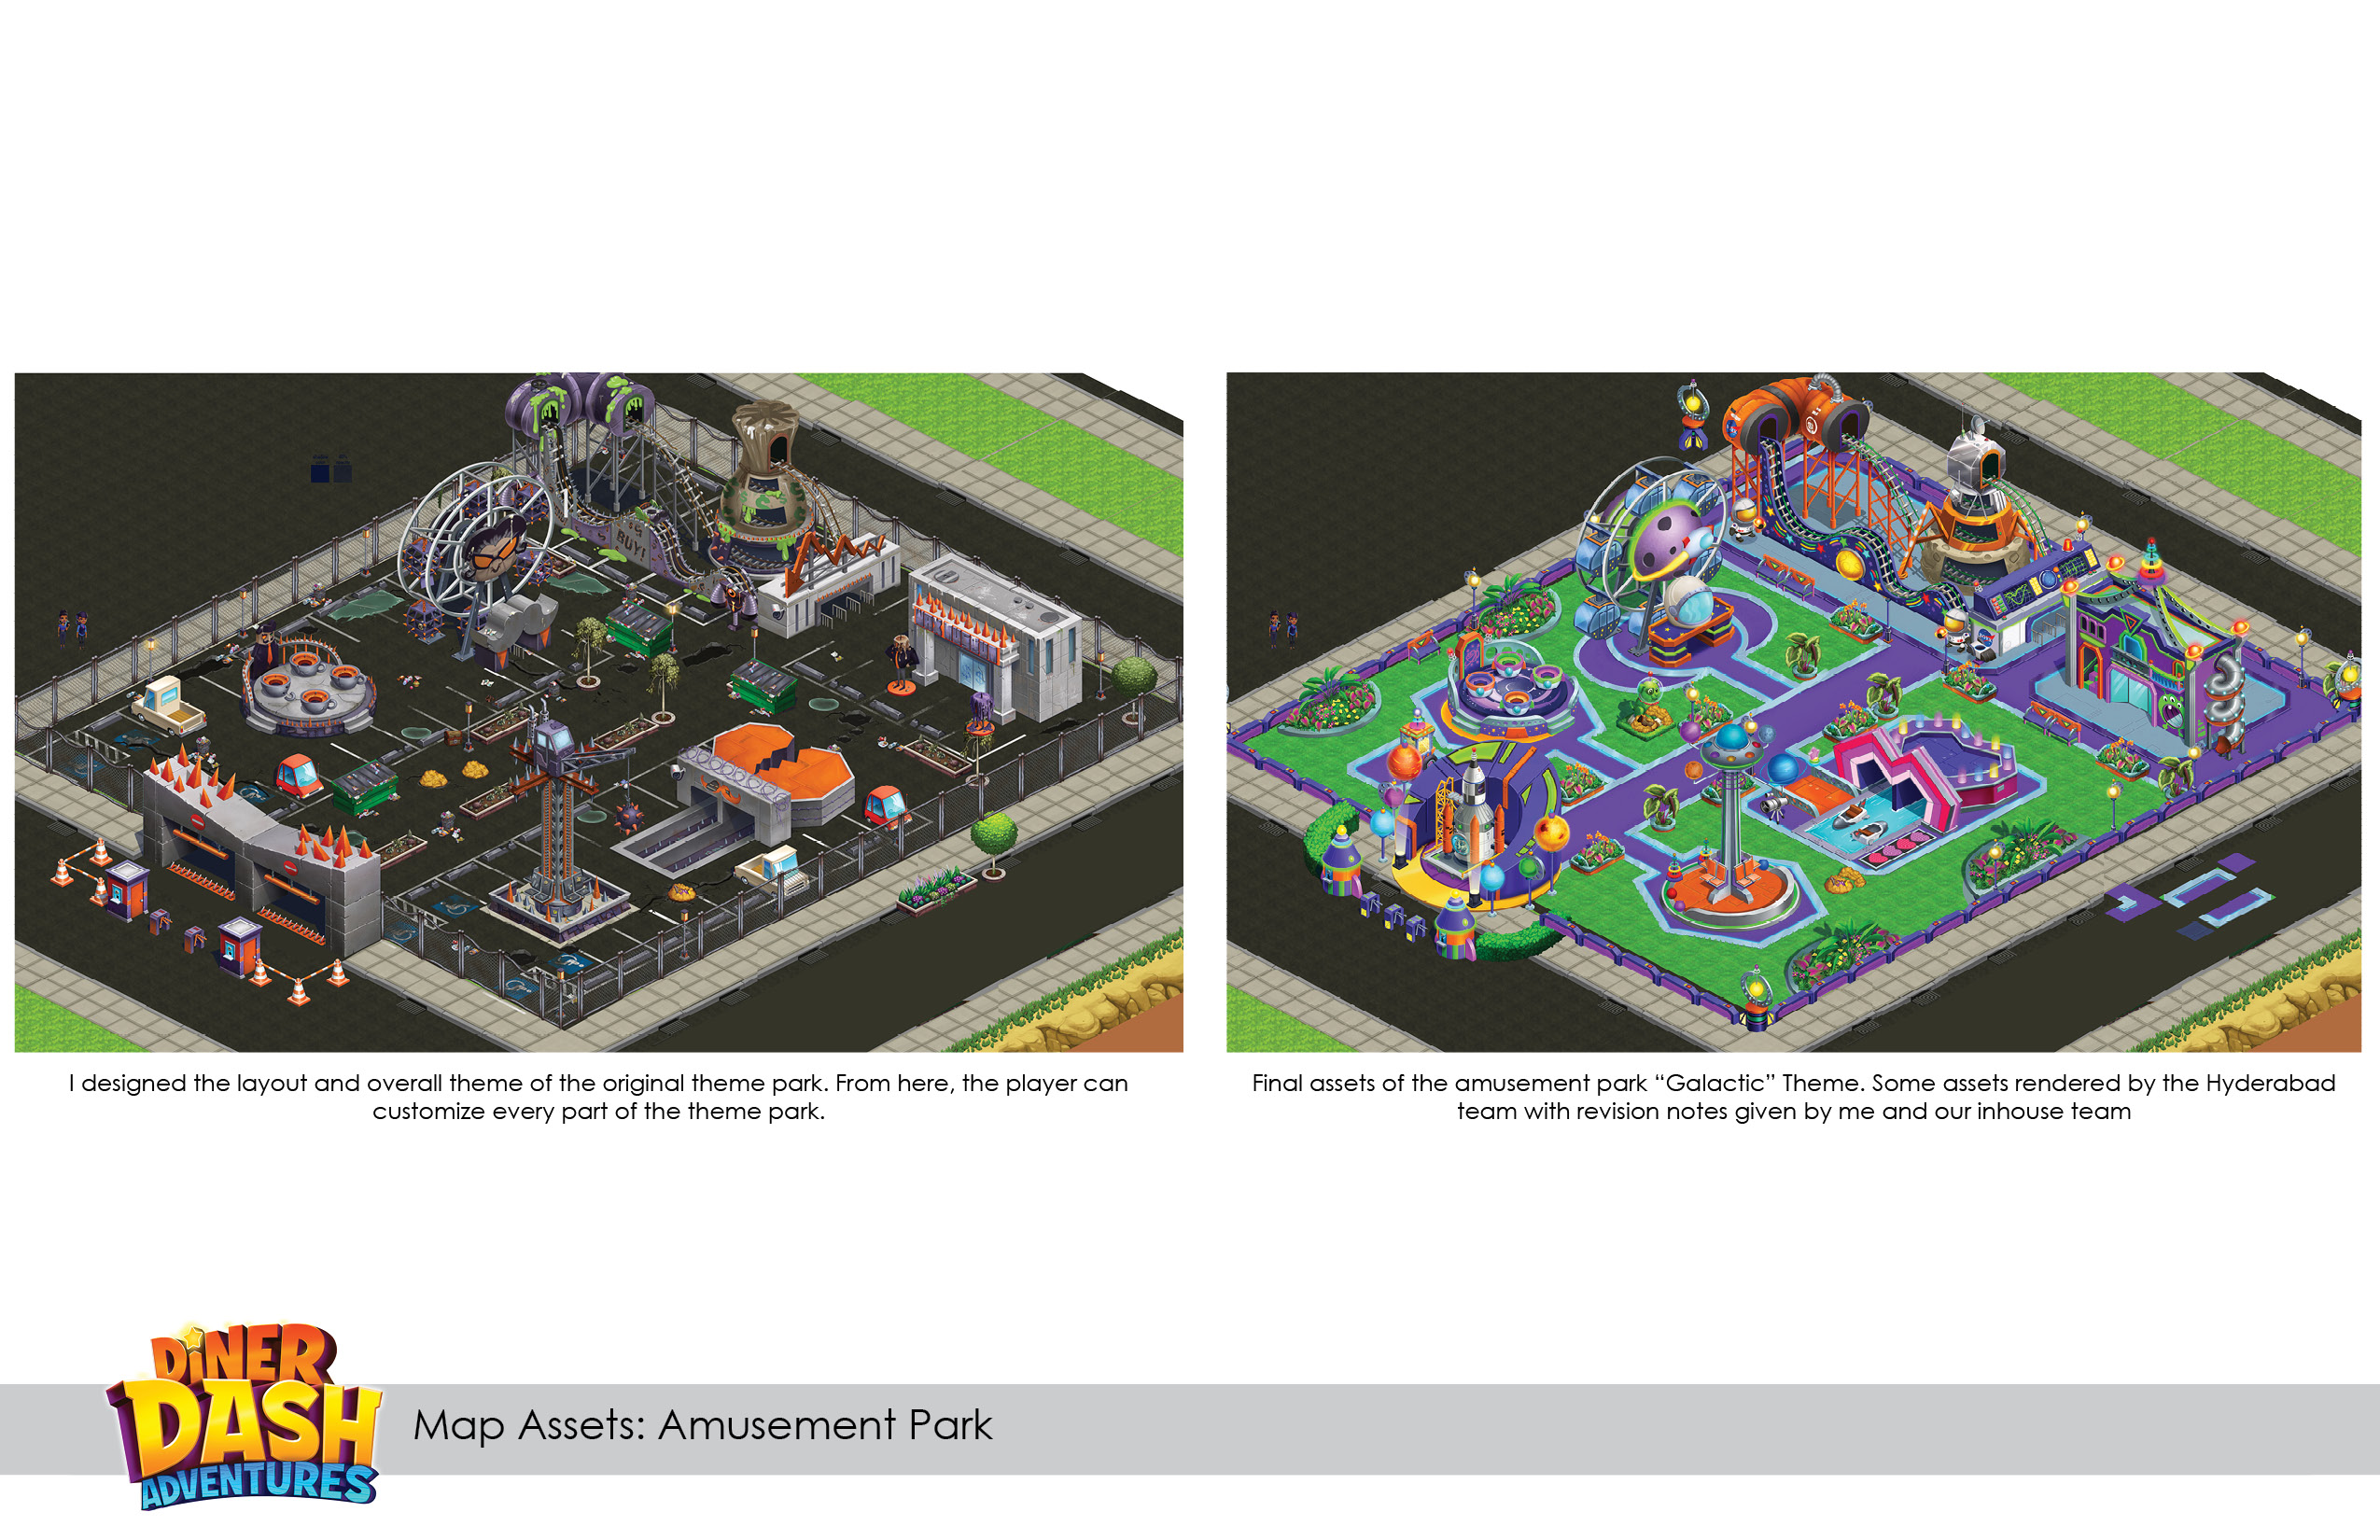 BUY!
I designed the layout and overall theme of the original theme park. From here, the player can
customize every part of the theme park.
Final assets of the amusement park “Galactic” Theme. Some assets rendered by the Hyderabad
team with revision notes given by me and our inhouse team
DiNER
DASH
ADVENTURES
Map Assets: Amusement Park